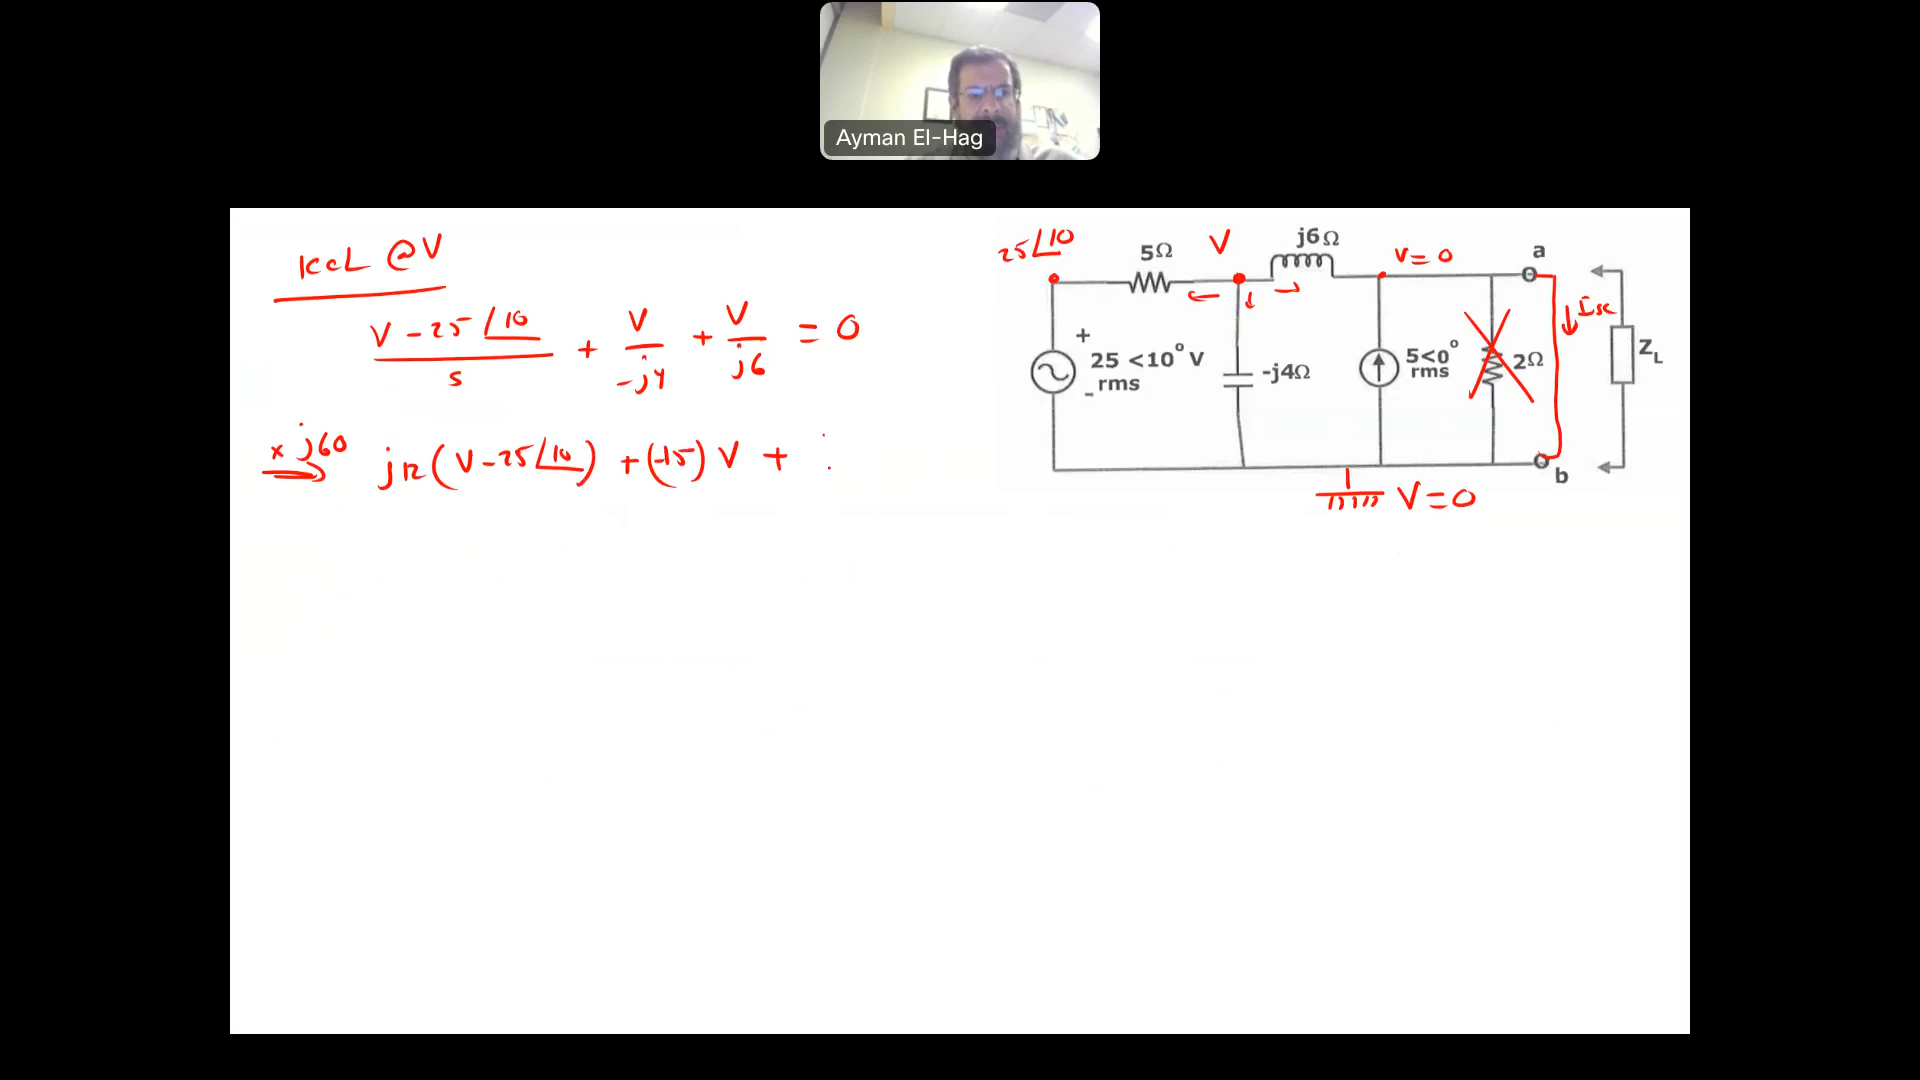 Ayman El-Hag
KCL @V
V - 25∠10 / 5 + V / -j4 + V / j6 = 0
× j60 j12(V - 25∠10) + (-15) V +
25∠10
5Ω
V
j6Ω
V = 0
a
Isc
+
25 <10° V
- rms
-j4Ω
5<0°
rms
2Ω
ZL
b
V = 0